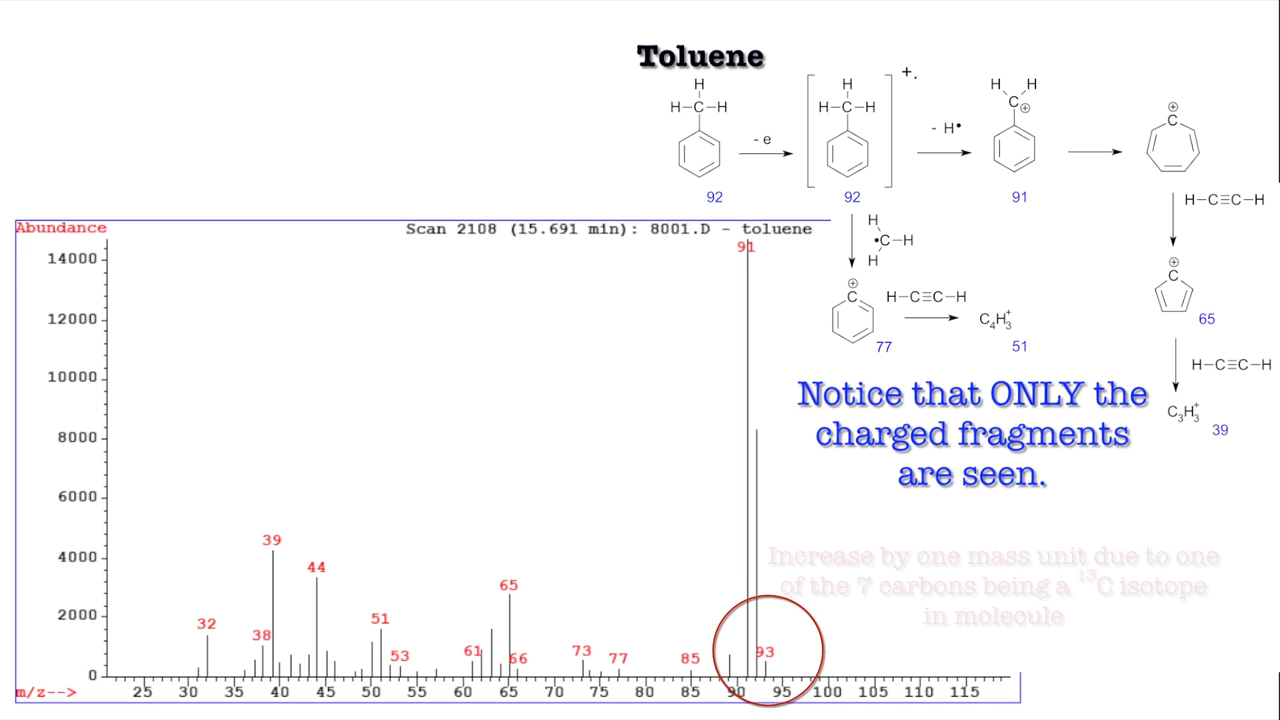 Toluene
H
H–C–H
- e
H
H–C–H
+.
- H•
H H
C⊕
⊕
C
92
92
91
H–C≡C–H
H
•C–H
H
⊕
C
H–C≡C–H
C₄H₃⁺
77
51
⊕
C
65
H–C≡C–H
C₃H₃⁺
39
Abundance
Scan 2108 (15.691 min): 8001.D - toluene
14000
12000
10000
8000
6000
4000
2000
0
91
39
44
65
32
38
51
53
61
66
73
77
85
93
m/z-->
25 30 35 40 45 50 55 60 65 70 75 80 85 90 95 100 105 110 115
Notice that ONLY the
charged fragments
are seen.
Increase by one mass unit due to one
of the 7 carbons being a ¹³C isotope
in molecule